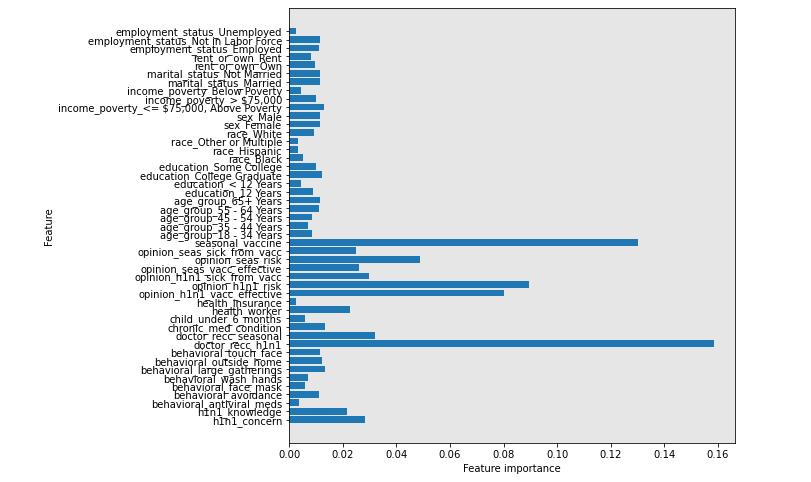 employment_status_Unemployed
employment_status_Not in Labor Force
employment_status_Employed
rent_or_own_Rent
rent_or_own_Own
marital_status_Not Married
marital_status_Married
income_poverty_Below Poverty
income_poverty_> $75,000
income_poverty_<= $75,000, Above Poverty
sex_Male
sex_Female
race_White
race_Other or Multiple
race_Hispanic
race_Black
education_Some College
education_College Graduate
education_< 12 Years
education_12 Years
age_group_65+ Years
age_group_55 - 64 Years
age_group_45 - 54 Years
age_group_35 - 44 Years
age_group_18 - 34 Years
seasonal_vaccine
opinion_seas_sick_from_vacc
opinion_seas_risk
opinion_seas_vacc_effective
opinion_h1n1_sick_from_vacc
opinion_h1n1_risk
opinion_h1n1_vacc_effective
health_insurance
health_worker
child_under_6_months
chronic_med_condition
doctor_recc_seasonal
doctor_recc_h1n1
behavioral_touch_face
behavioral_outside_home
behavioral_large_gatherings
behavioral_wash_hands
behavioral_face_mask
behavioral_avoidance
behavioral_antiviral_meds
h1n1_knowledge
h1n1_concern
Feature
0.00 0.02 0.04 0.06 0.08 0.10 0.12 0.14 0.16
Feature importance